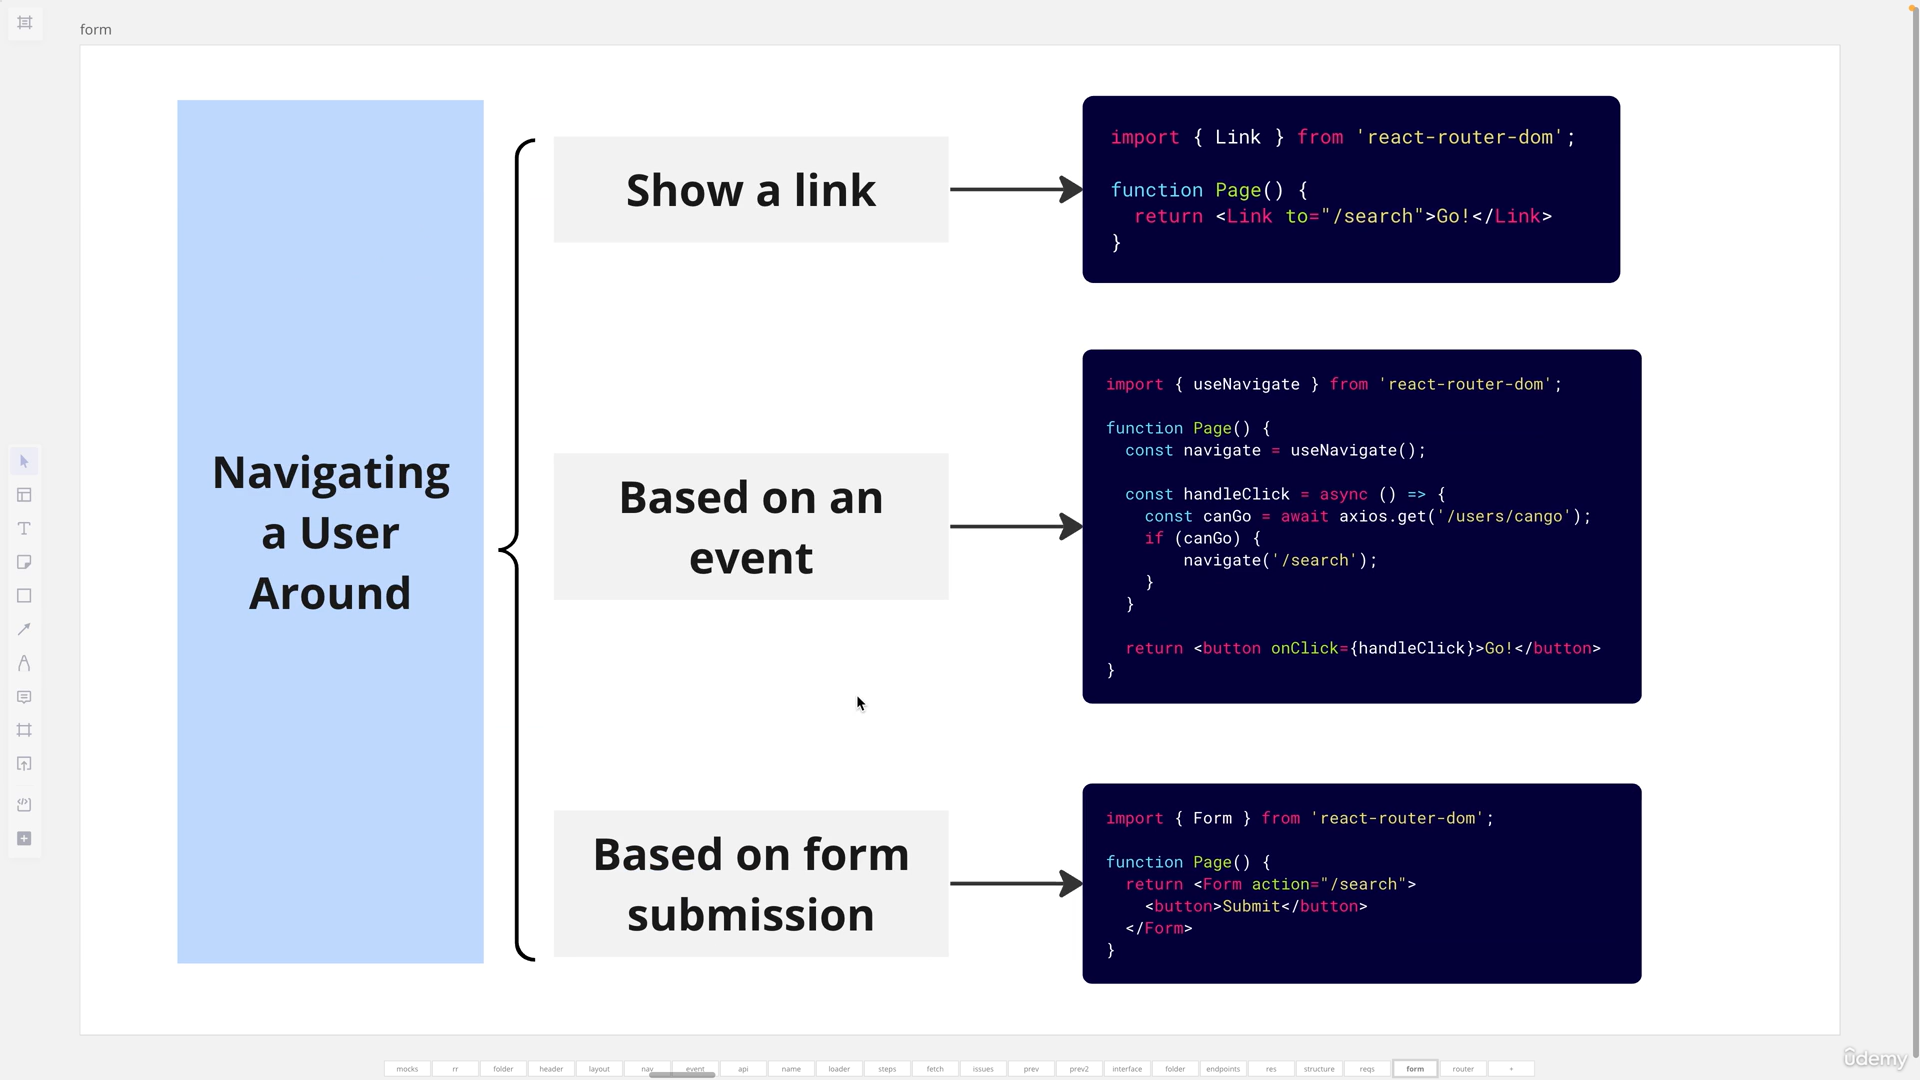 form
Navigating
a User
Around
Show a link
import { Link } from 'react-router-dom';
function Page() {
  return <Link to="/search">Go!</Link>
}
Based on an
event
import { useNavigate } from 'react-router-dom';
function Page() {
  const navigate = useNavigate();
  const handleClick = async () => {
    const canGo = await axios.get('/users/cango');
    if (canGo) {
        navigate('/search');
    }
  }
  return <button onClick={handleClick}>Go!</button>
}
Based on form
submission
import { Form } from 'react-router-dom';
function Page() {
  return <Form action="/search">
    <button>Submit</button>
  </Form>
}
mocks rr folder header layout nav event api name loader steps fetch issues prev prev2 interface folder endpoints res structure reqs form router +
ûdemy